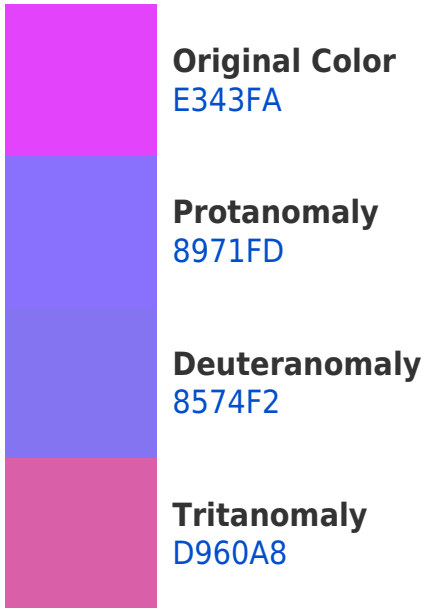 Original Color
E343FA
Protanomaly
8971FD
Deuteranomaly
8574F2
Tritanomaly
D960A8